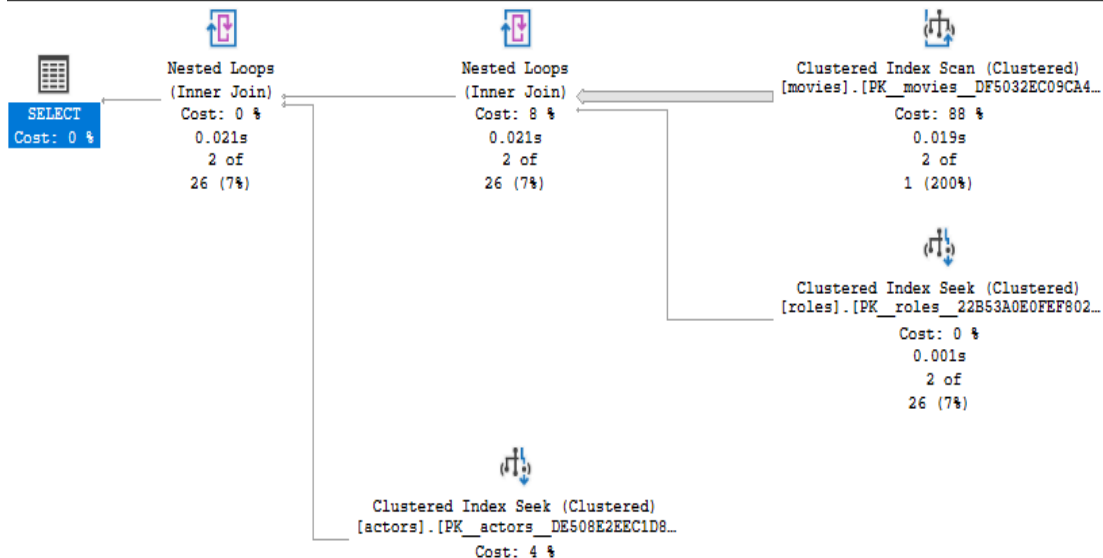 SELECT
Cost: 0 %
Nested Loops
(Inner Join)
Cost: 0 %
0.021s
2 of
26 (7%)
Nested Loops
(Inner Join)
Cost: 8 %
0.021s
2 of
26 (7%)
Clustered Index Scan (Clustered)
[movies].[PK__movies__DF5032EC09CA4…
Cost: 88 %
0.019s
2 of
1 (200%)
Clustered Index Seek (Clustered)
[roles].[PK__roles__22B53A0E0FEF802…
Cost: 0 %
0.001s
2 of
26 (7%)
Clustered Index Seek (Clustered)
[actors].[PK__actors__DE508E2EEC1D8…
Cost: 4 %